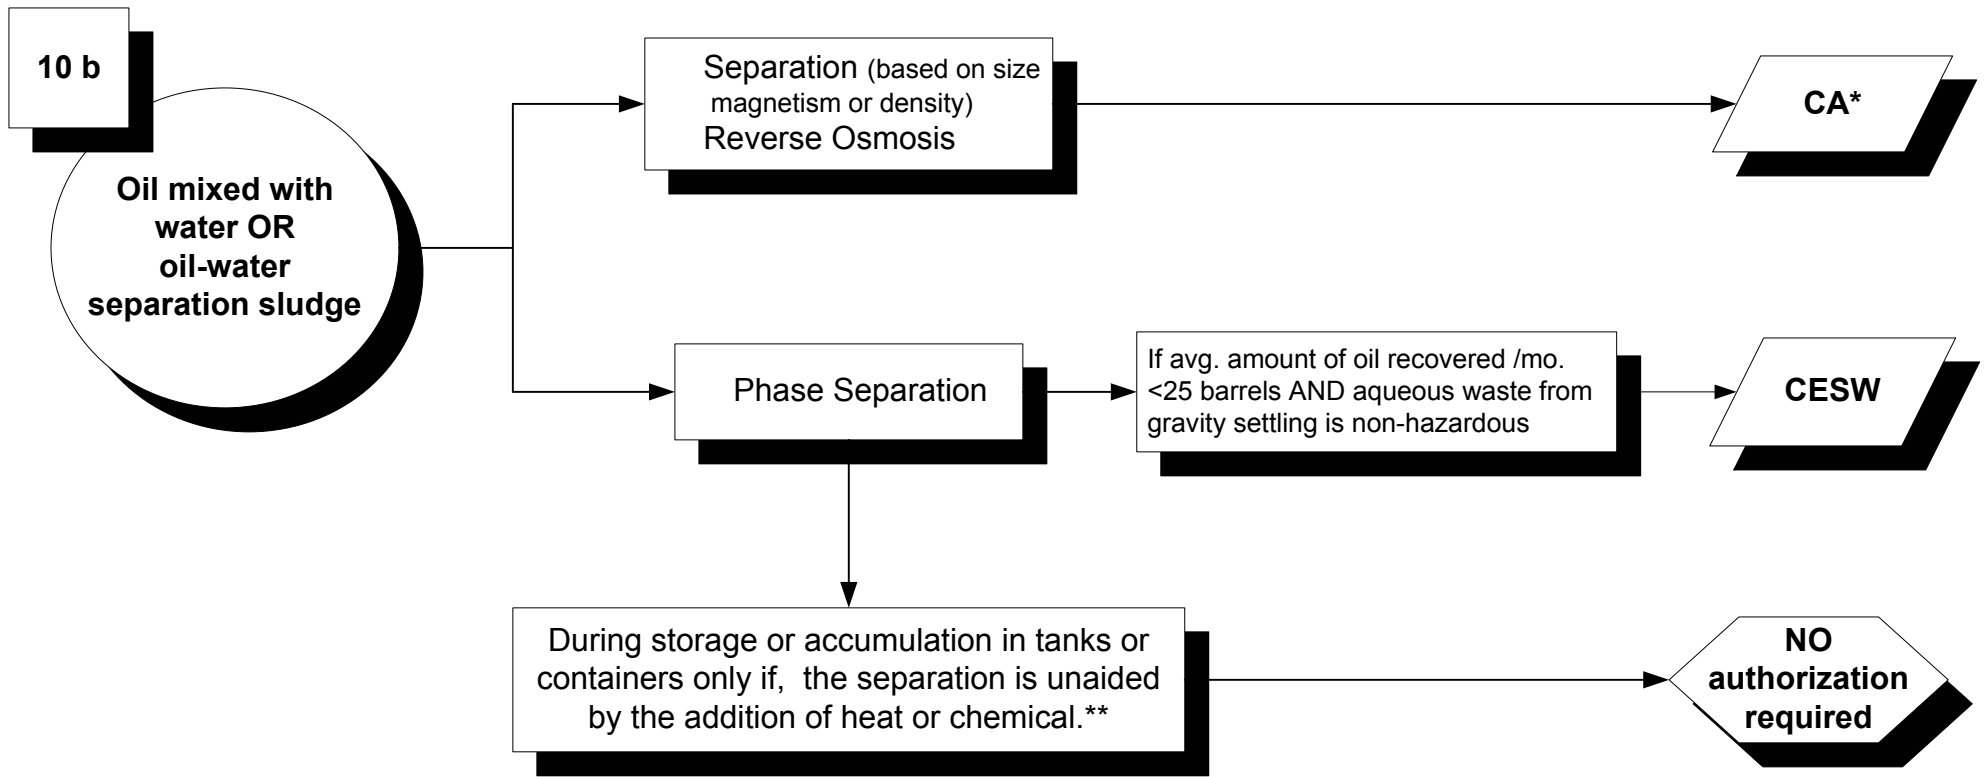 10 b
Oil mixed with
water OR
oil-water
separation sludge
Separation (based on size
magnetism or density)
Reverse Osmosis
CA*
Phase Separation
If avg. amount of oil recovered /mo.
<25 barrels AND aqueous waste from
gravity settling is non-hazardous
CESW
During storage or accumulation in tanks or
containers only if, the separation is unaided
by the addition of heat or chemical.**
NO
authorization
required